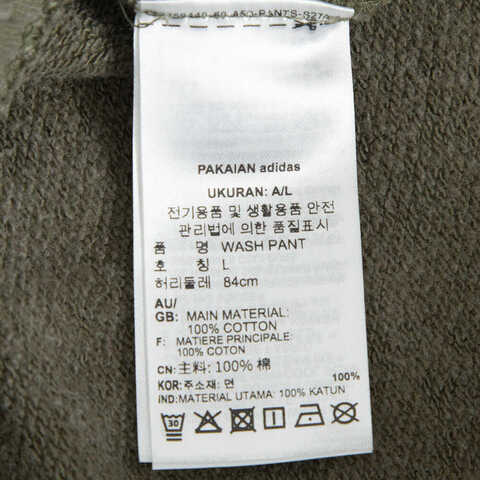 PAKAIAN adidas
UKURAN: A/L
전기용품 및 생활용품 안전
관리법에 의한 품질표시
품 명 WASH PANT
호 칭 L
허리둘레 84cm
AU/
GB: MAIN MATERIAL:
100% COTTON
F: MATIERE PRINCIPALE:
100% COTON
CN: 主料: 100% 棉
KOR: 주소재: 면 100%
IND: MATERIAL UTAMA: 100% KATUN
30